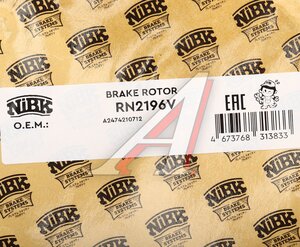 NiBK
BRAKE ROTOR
RN2196V
O.E.M.:
A2474210712
EAC
4 673768 313833
NiBK
BRAKE
SYSTEMS